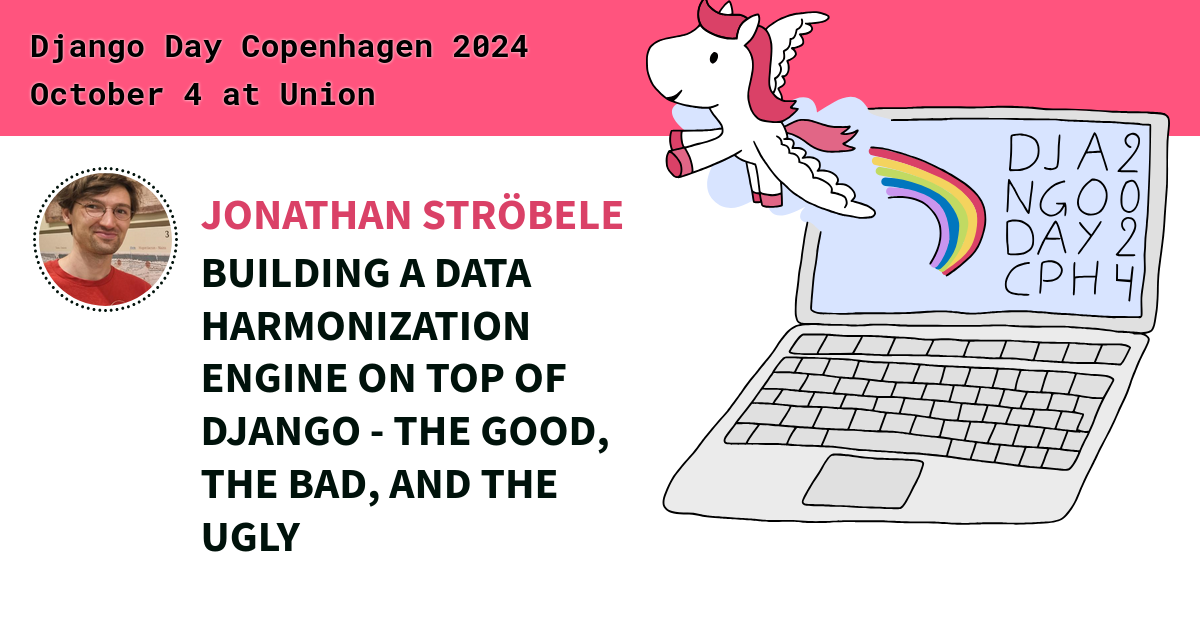 Django Day Copenhagen 2024
October 4 at Union
JONATHAN STRÖBELE
BUILDING A DATA
HARMONIZATION
ENGINE ON TOP OF
DJANGO - THE GOOD,
THE BAD, AND THE
UGLY
DJA2
NGO0
DAY2
CPH4